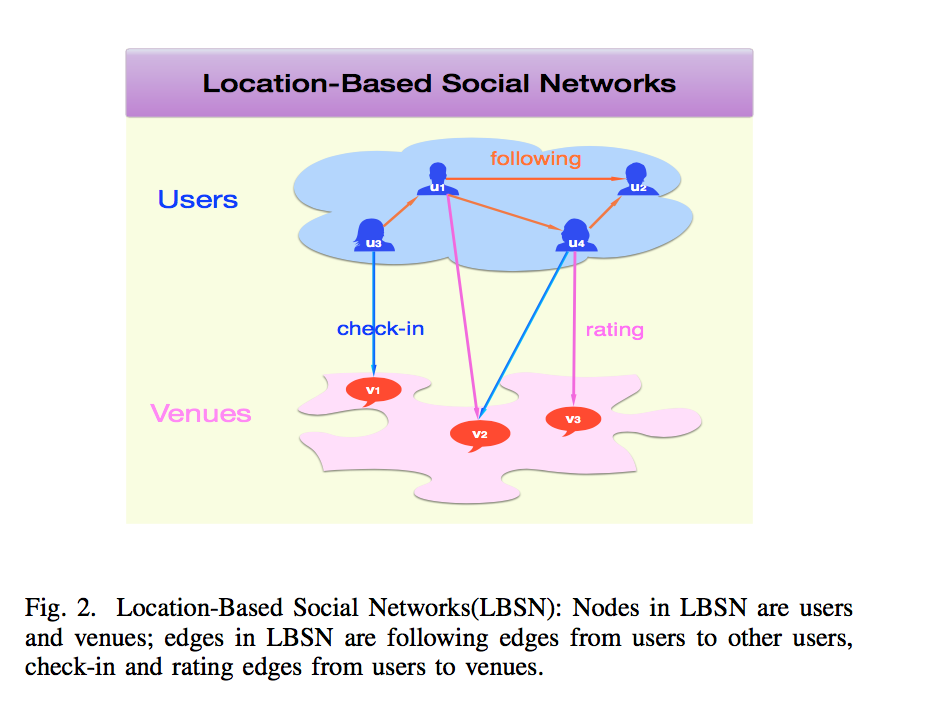 Location-Based Social Networks
following
Users
u1
u2
u3
u4
check-in
rating
v1
Venues
v2
v3
Fig. 2. Location-Based Social Networks(LBSN): Nodes in LBSN are users
and venues; edges in LBSN are following edges from users to other users,
check-in and rating edges from users to venues.